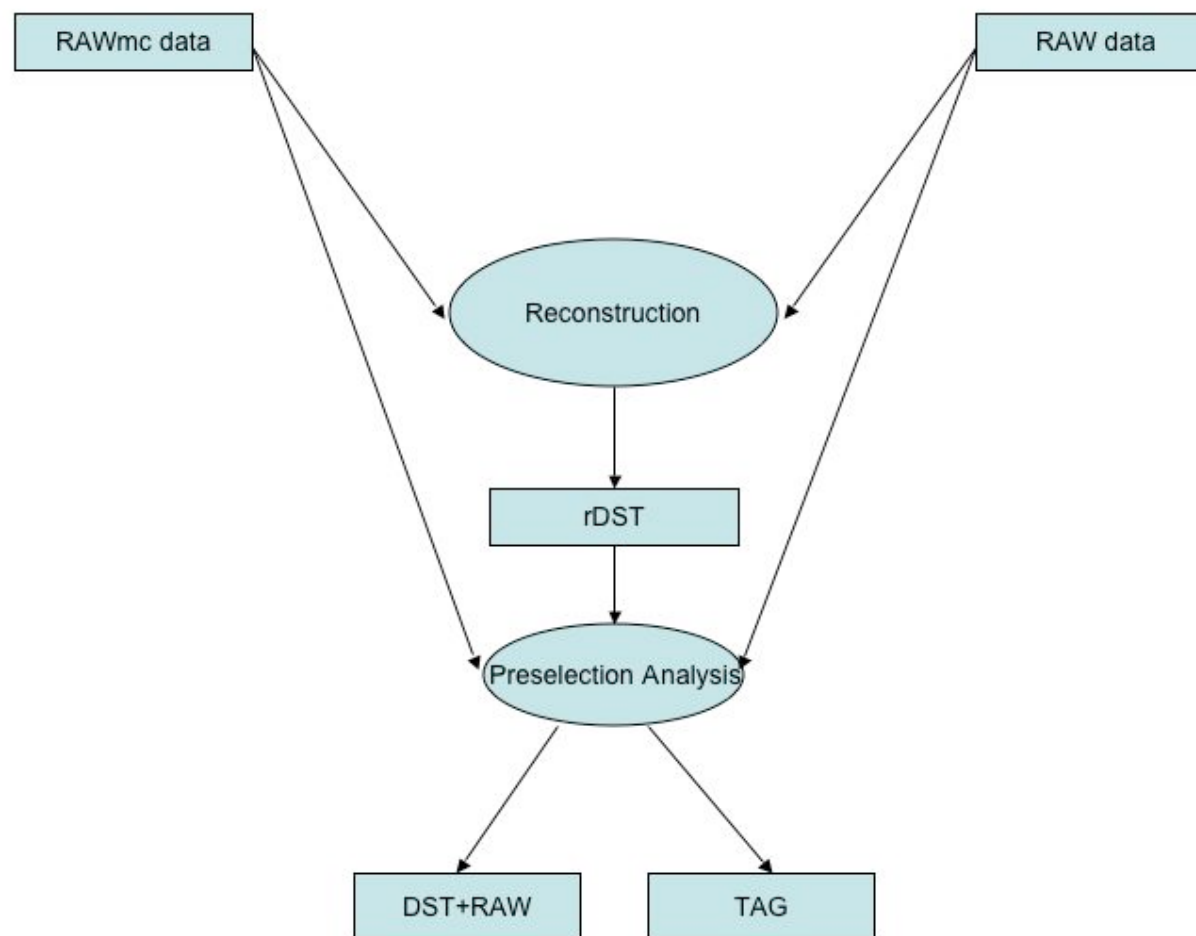 RAWmc data
RAW data
Reconstruction
rDST
Preselection Analysis
DST+RAW
TAG